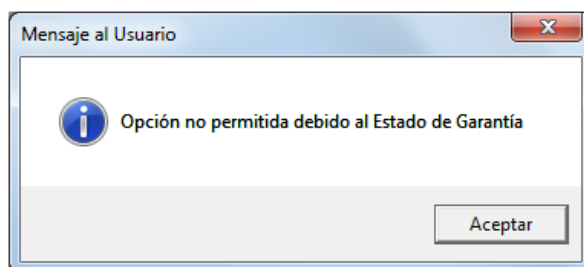 Mensaje al Usuario
Opción no permitida debido al Estado de Garantía
Aceptar